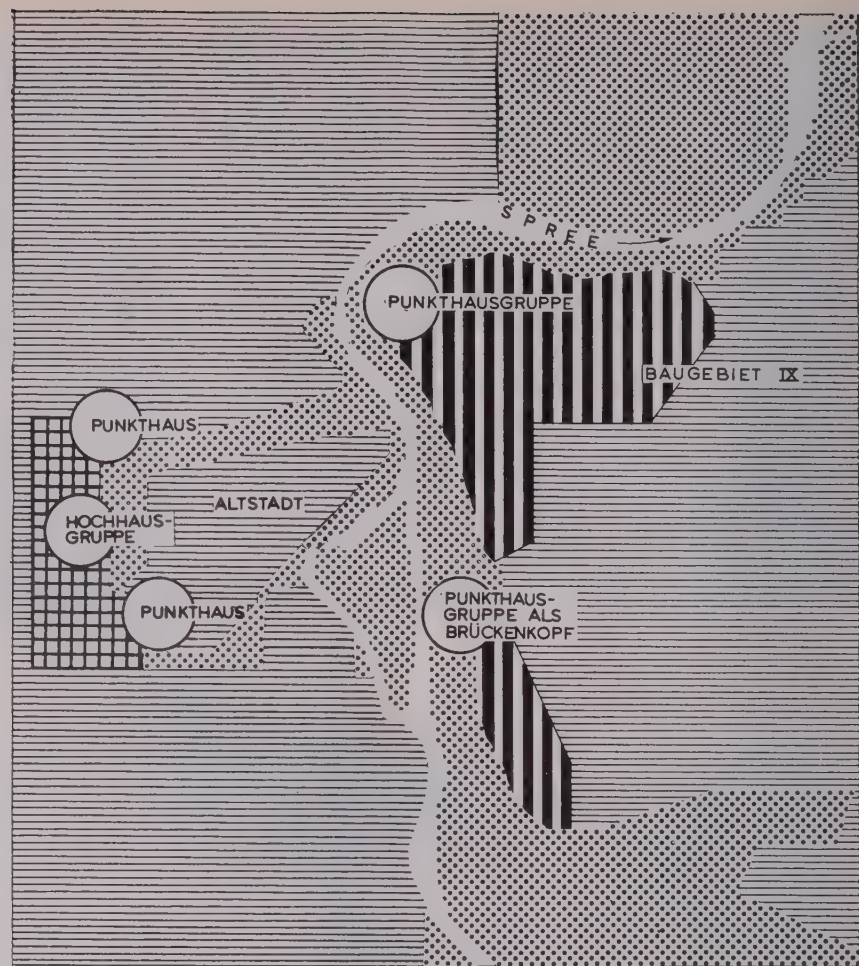 SPREE
PUNKTHAUSGRUPPE
BAUGEBIET IX
PUNKTHAUS
ALTSTADT
HOCHHAUS-
GRUPPE
PUNKTHAUS
PUNKTHAUS-
GRUPPE ALS
BRÜCKENKOPF